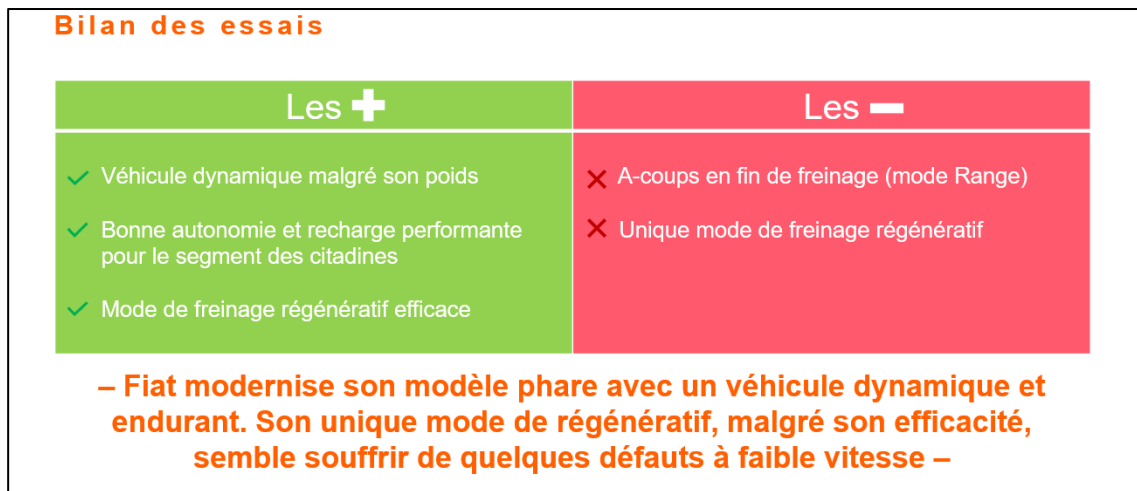 Bilan des essais
Les +
Les −
Véhicule dynamique malgré son poids
Bonne autonomie et recharge performante
pour le segment des citadines
Mode de freinage régénératif efficace
A-coups en fin de freinage (mode Range)
Unique mode de freinage régénératif
– Fiat modernise son modèle phare avec un véhicule dynamique et
endurant. Son unique mode de régénératif, malgré son efficacité,
semble souffrir de quelques défauts à faible vitesse –